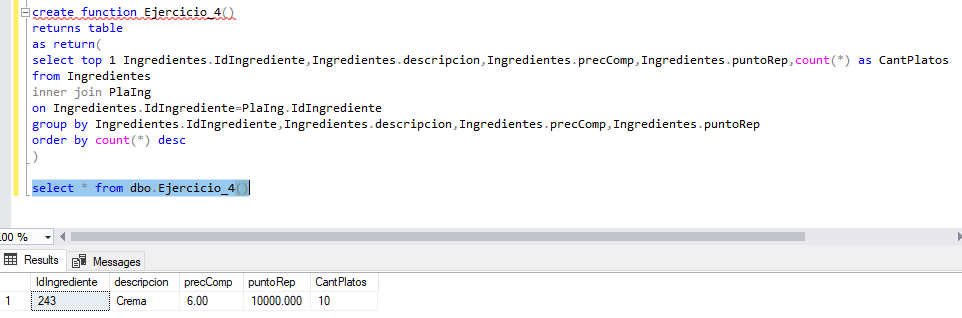 create function Ejercicio_4()
returns table
as return(
select top 1 Ingredientes.IdIngrediente,Ingredientes.descripcion,Ingredientes.precComp,Ingredientes.puntoRep,count(*) as CantPlatos
from Ingredientes
inner join PlaIng
on Ingredientes.IdIngrediente=PlaIng.IdIngrediente
group by Ingredientes.IdIngrediente,Ingredientes.descripcion,Ingredientes.precComp,Ingredientes.puntoRep
order by count(*) desc
)
select * from dbo.Ejercicio_4()
00 %
Results Messages
IdIngrediente descripcion precComp puntoRep CantPlatos
1 243 Crema 6.00 10000.000 10